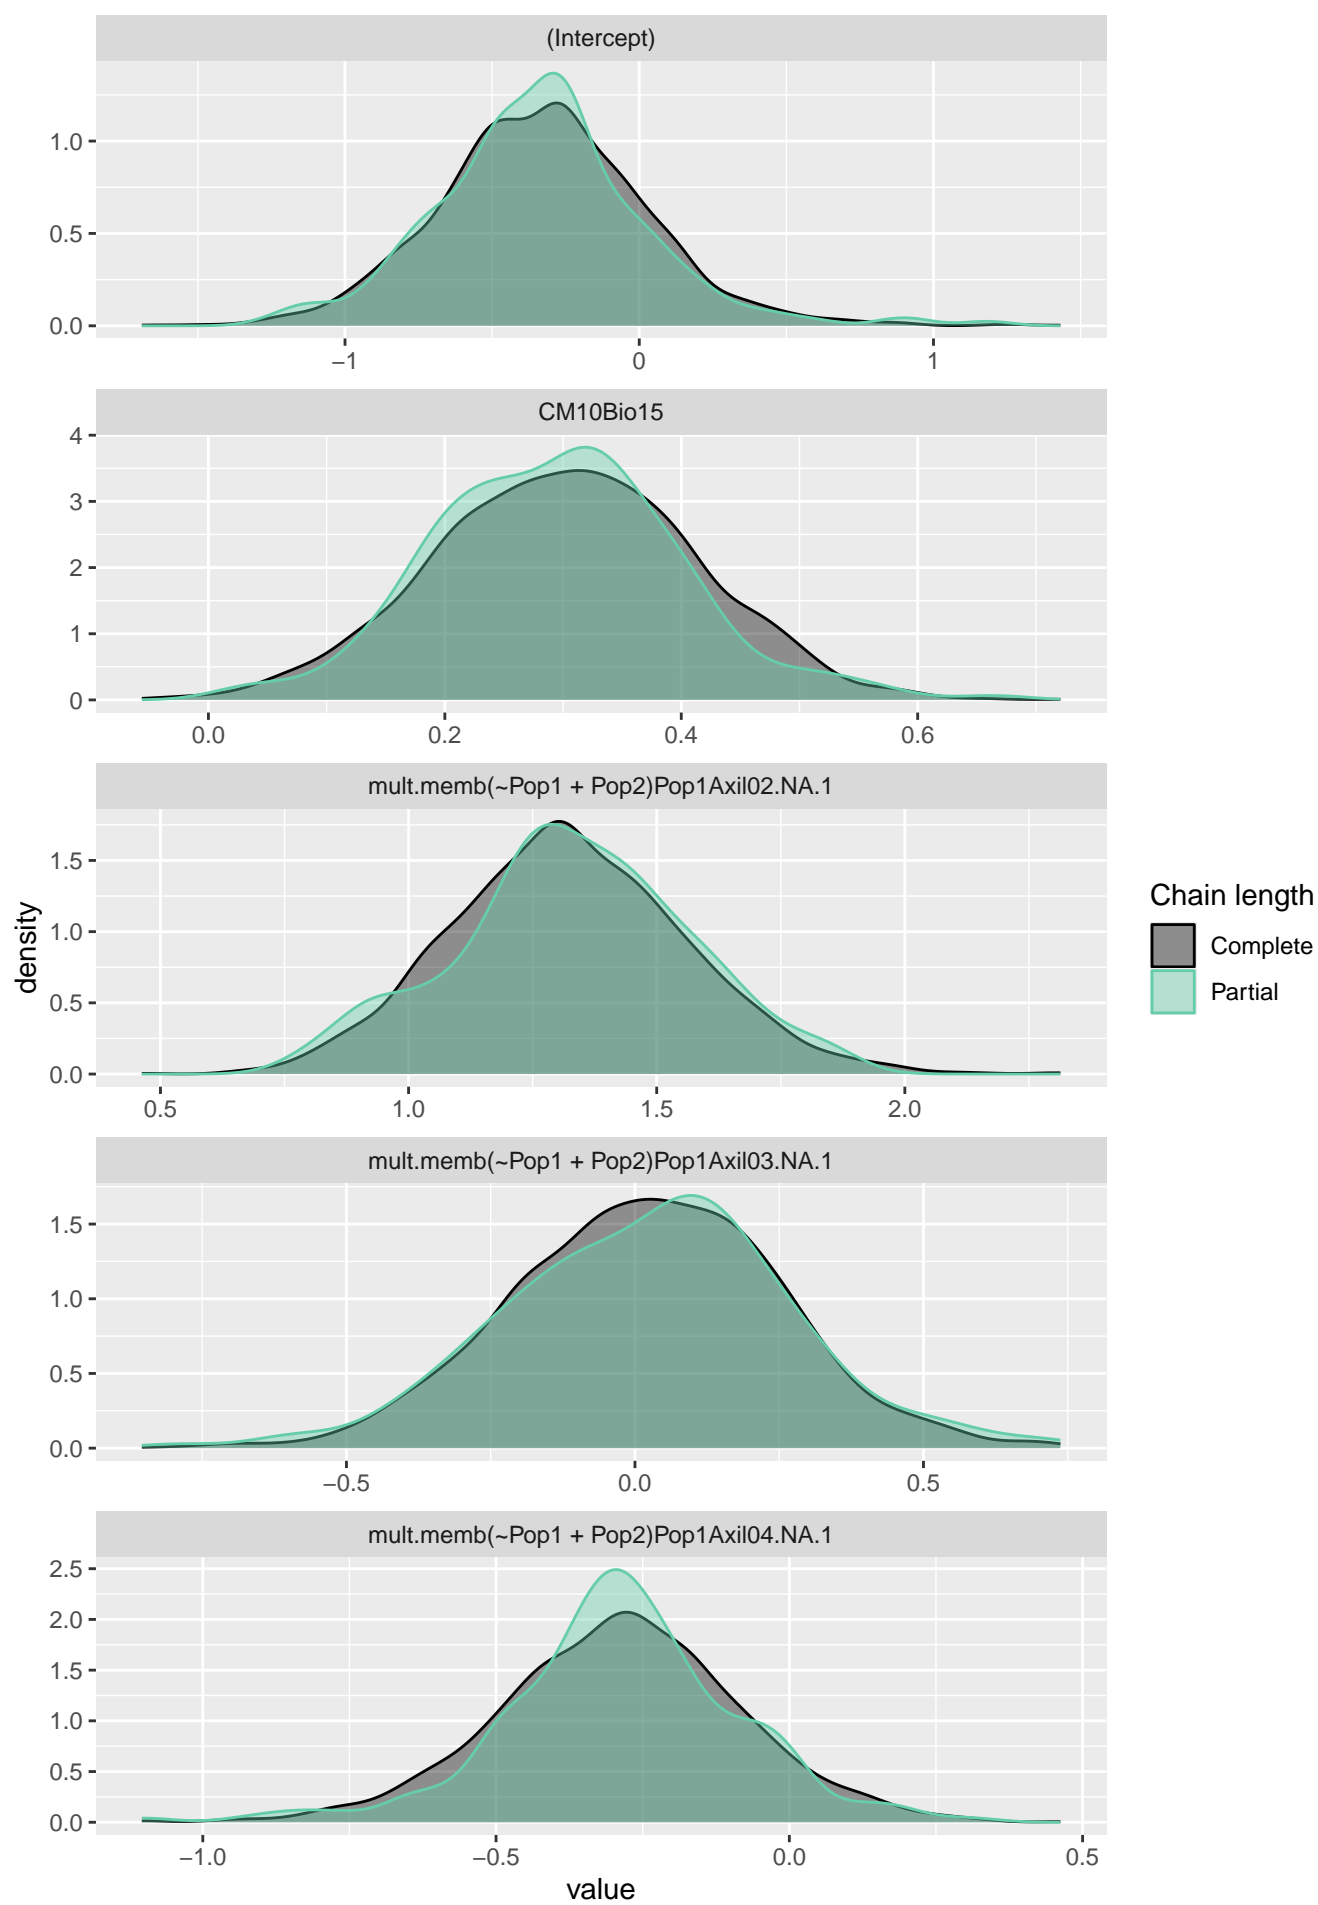 (Intercept)
1.0
0.5
0.0
−1 0 1
CM10Bio15
4
3
2
1
0
0.0 0.2 0.4 0.6
mult.memb(~Pop1 + Pop2)Pop1Axil02.NA.1
1.5
1.0
0.5
0.0
0.5 1.0 1.5 2.0
mult.memb(~Pop1 + Pop2)Pop1Axil03.NA.1
1.5
1.0
0.5
0.0
−0.5 0.0 0.5
mult.memb(~Pop1 + Pop2)Pop1Axil04.NA.1
2.5
2.0
1.5
1.0
0.5
0.0
−1.0 −0.5 0.0 0.5
value
density
Chain length
Complete
Partial